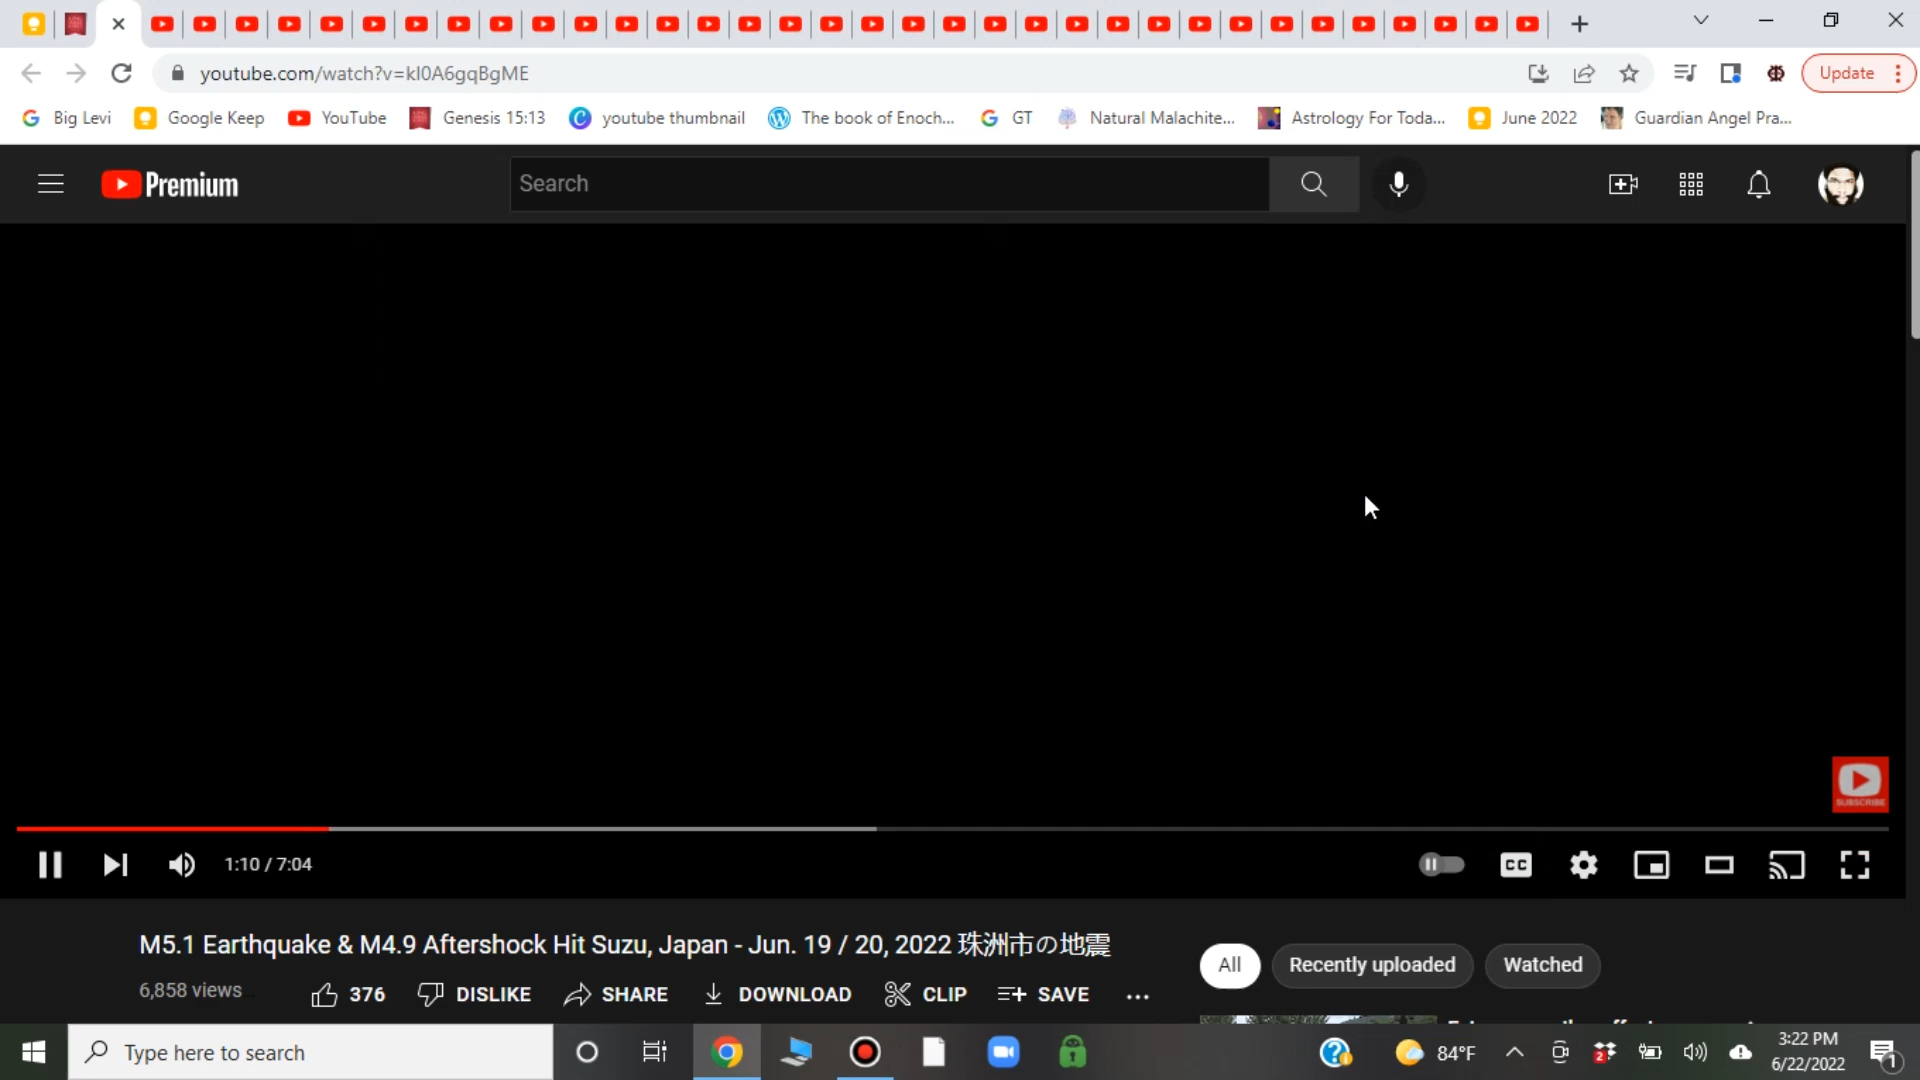 youtube.com/watch?v=kI0A6gqBgME
Update
Big Levi
Google Keep
YouTube
Genesis 15:13
youtube thumbnail
The book of Enoch...
GT
Natural Malachite...
Astrology For Toda...
June 2022
Guardian Angel Pra...
Premium
Search
SUBSCRIBE
1:10 / 7:04
CC
M5.1 Earthquake & M4.9 Aftershock Hit Suzu, Japan - Jun. 19 / 20, 2022 珠洲市の地震
All
Recently uploaded
Watched
6,858 views
376
DISLIKE
SHARE
DOWNLOAD
CLIP
SAVE
Type here to search
2
84°F
3:22 PM
6/22/2022
1